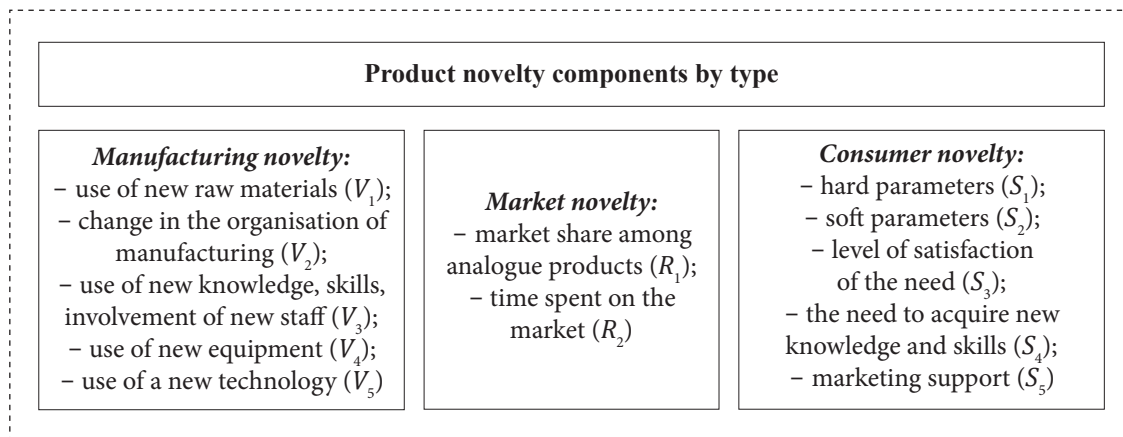 Product novelty components by type
Manufacturing novelty:
– use of new raw materials (V₁);
– change in the organisation of
manufacturing (V₂);
– use of new knowledge, skills,
involvement of new staff (V₃);
– use of new equipment (V₄);
– use of a new technology (V₅)
Market novelty:
– market share among
analogue products (R₁);
– time spent on the
market (R₂)
Consumer novelty:
– hard parameters (S₁);
– soft parameters (S₂);
– level of satisfaction
of the need (S₃);
– the need to acquire new
knowledge and skills (S₄);
– marketing support (S₅)